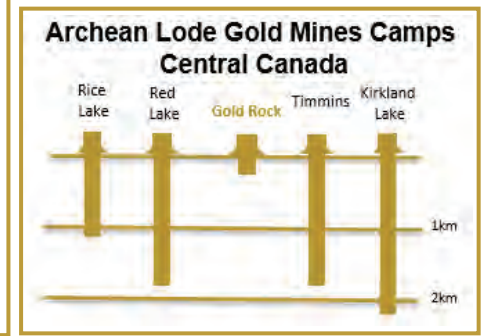 Archean Lode Gold Mines Camps
Central Canada
Rice
Lake
Red
Lake
Gold Rock
Timmins
Kirkland
Lake
1km
2km